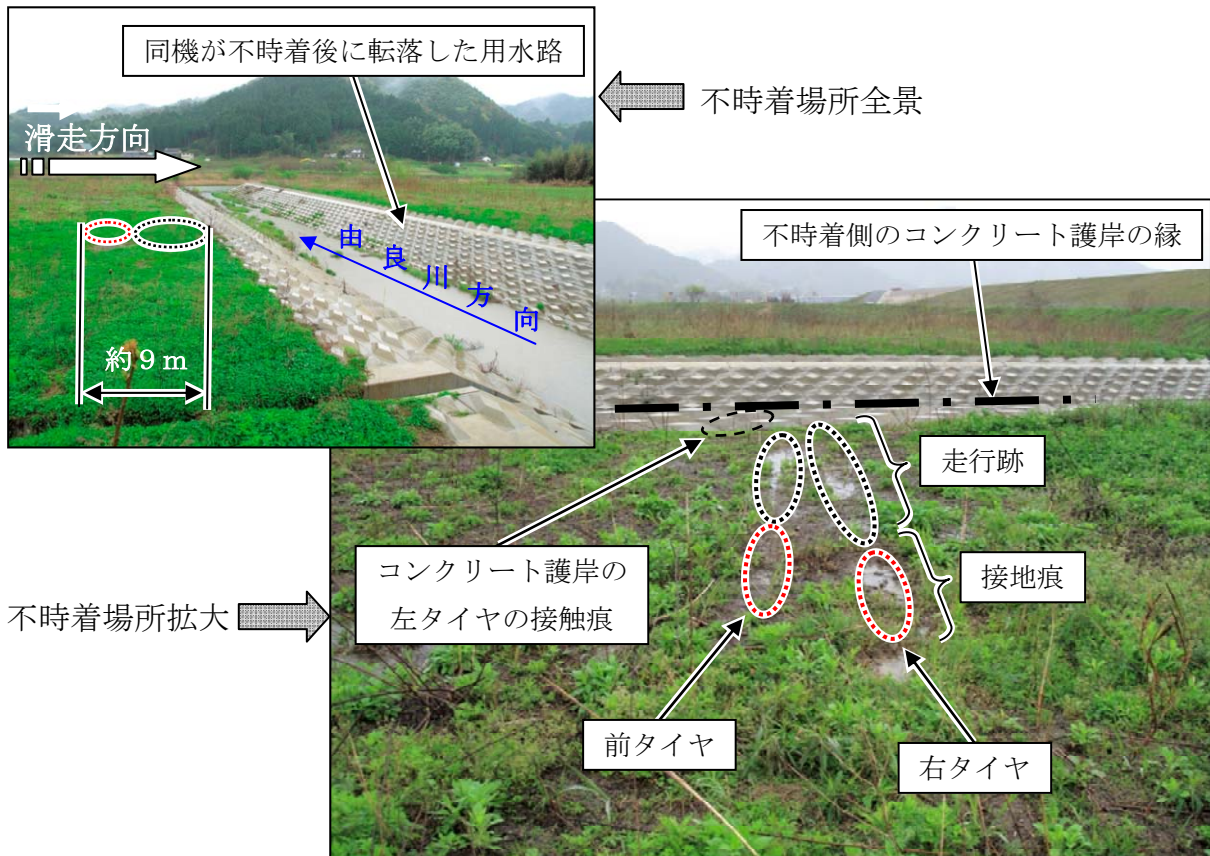 同機が不時着後に転落した用水路
不時着場所全景
滑走方向
由良川方向
約9m
不時着側のコンクリート護岸の縁
走行跡
接地痕
コンクリート護岸の
左タイヤの接触痕
不時着場所拡大
前タイヤ
右タイヤ